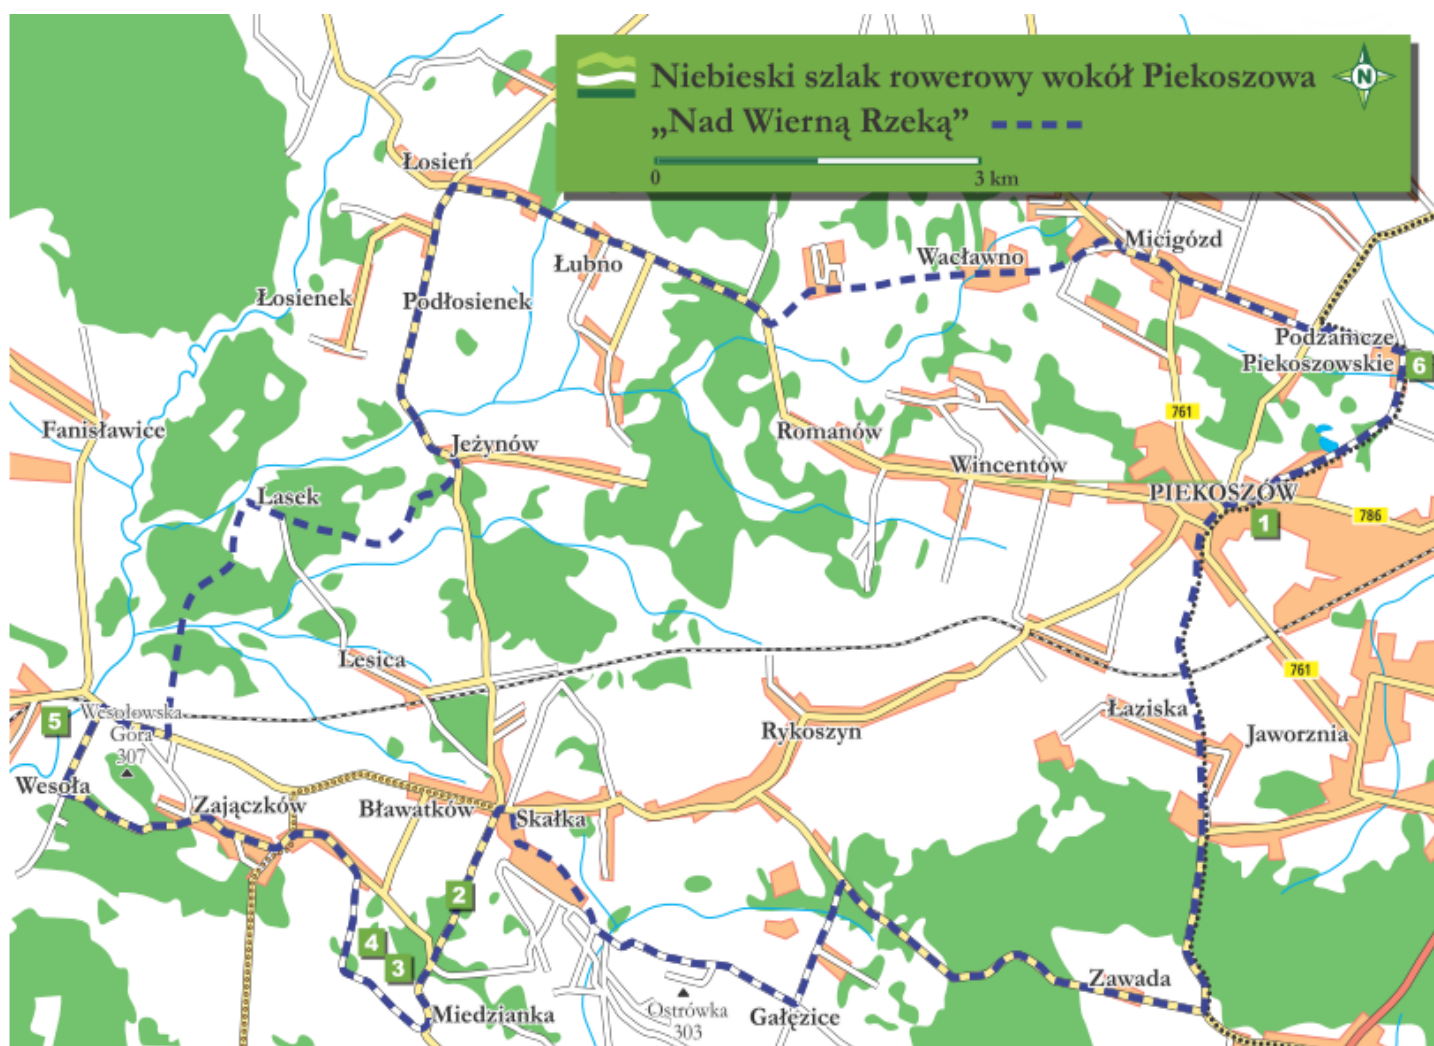 Niebieski szlak rowerowy wokół Piekoszowa
„Nad Wierną Rzeką”
N
0
3 km
Łosień
Micigózd
Wacławno
Łubno
Łosienek
Podłosienek
Podzamcze
Piekoszowskie
6
761
Fanisławice
Jeżynów
Romanów
Wincentów
Lasek
PIEKOSZÓW
1
786
Lesica
761
5
Wesołowska
Góra
307
Łaziska
Rykoszyn
Jaworznia
Wesoła
Zajączków
Bławatków
Skałka
2
4
3
Zawada
Miedzianka
Ostrówka
303
Gałęzice